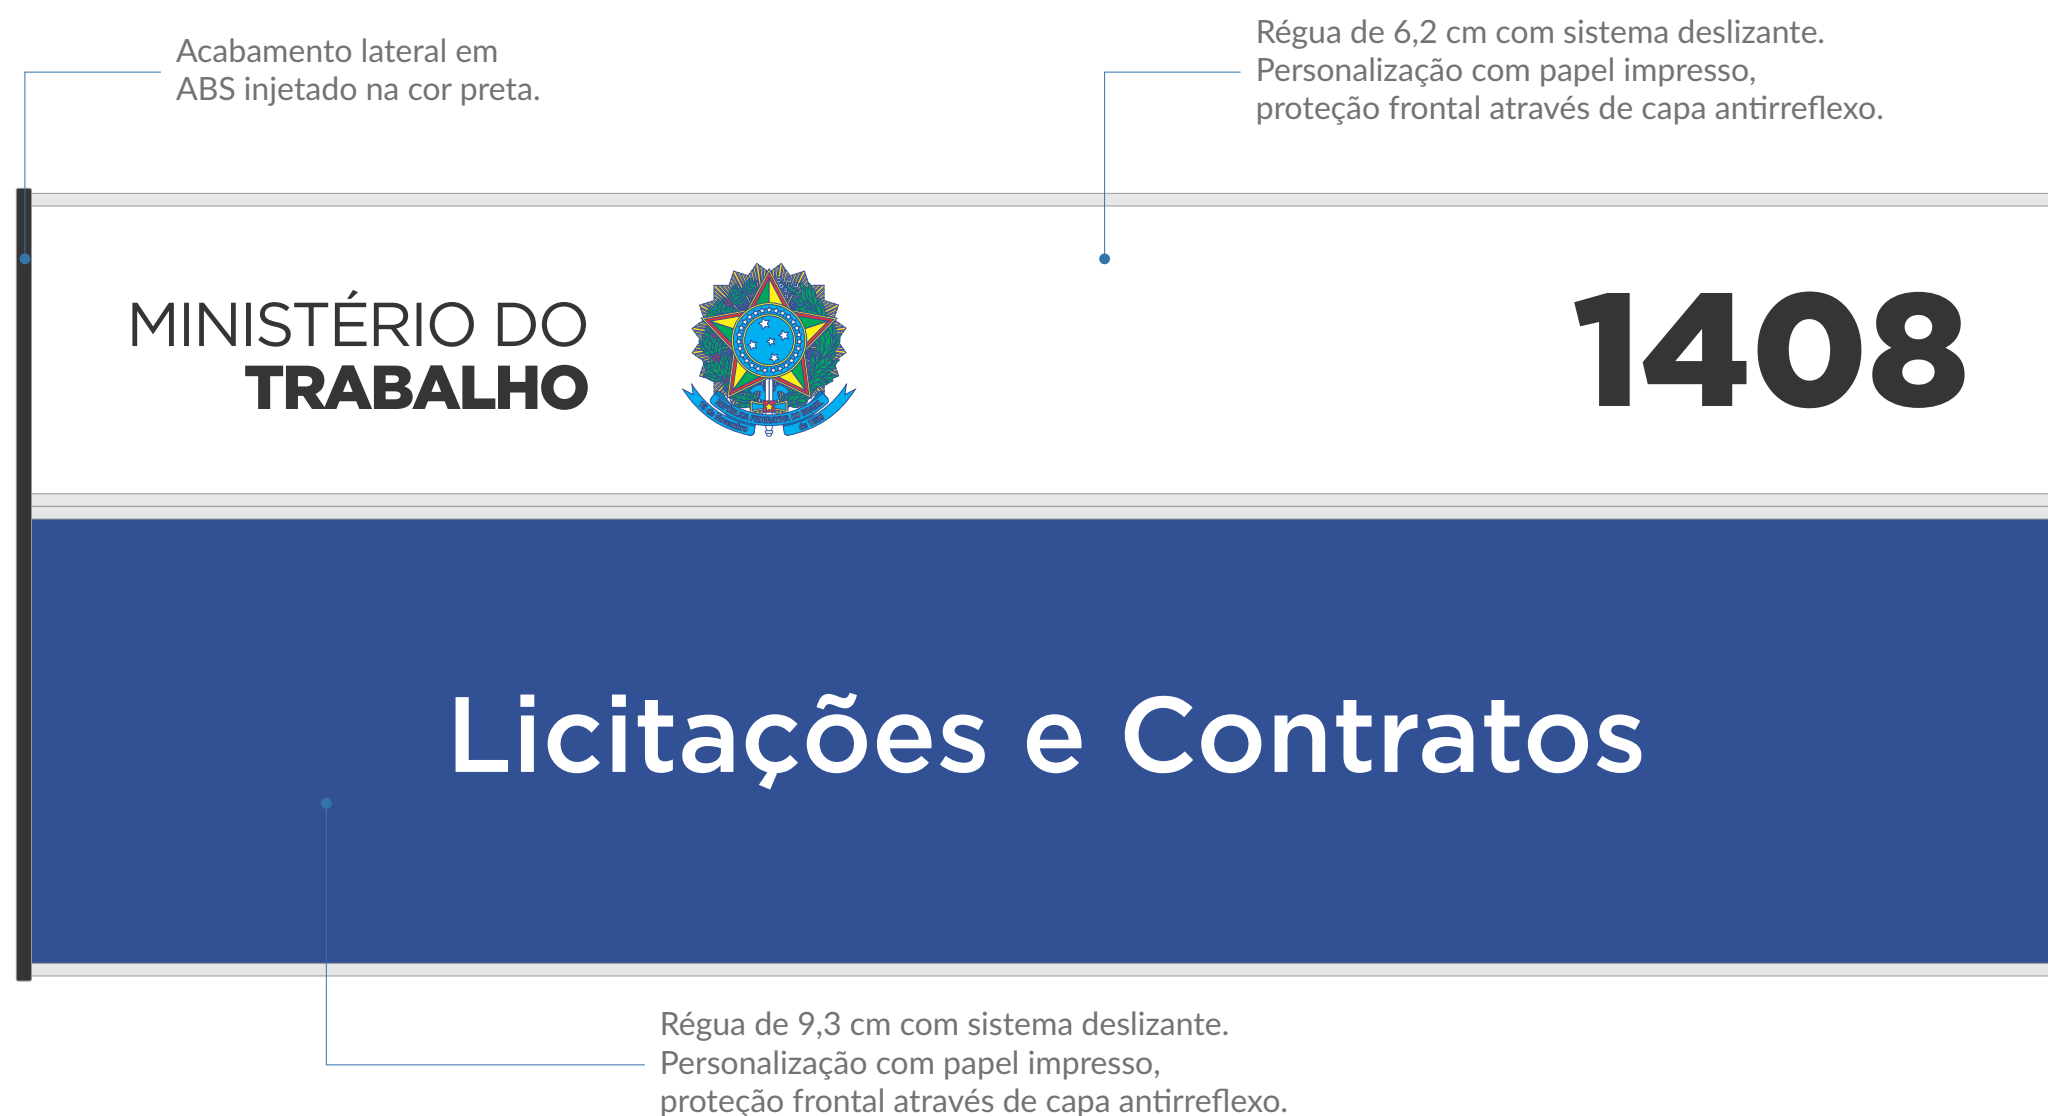 Acabamento lateral em
ABS injetado na cor preta.
Régua de 6,2 cm com sistema deslizante.
Personalização com papel impresso,
proteção frontal através de capa antirreflexo.
MINISTÉRIO DO
TRABALHO
1408
Licitações e Contratos
Régua de 9,3 cm com sistema deslizante.
Personalização com papel impresso,
proteção frontal através de capa antirreflexo.